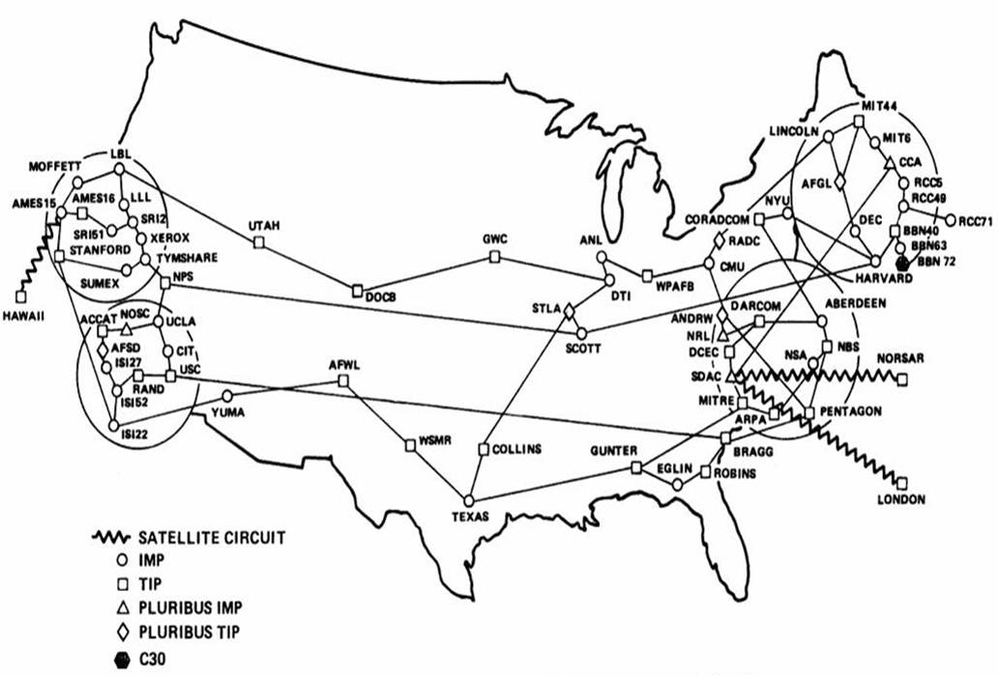 MIT44
LINCOLN
MIT6
CCA
LBL
MOFFETT
AFGL
RCC5
AMES16
LLL
RCC49
AMES15
NYU
SRI2
UTAH
CORADCOM
DEC
RCC71
SRI51
XEROX
GWC
ANL
RADC
BBN40
STANFORD
BBN63
TYMSHARE
CMU
BBN 72
SUMEX
NPS
WPAFB
HARVARD
DOCB
DTI
HAWAII
STLA
DARCOM
ABERDEEN
ACCAT
NOSC
UCLA
ANDRW
SCOTT
NRL
AFSD
CIT
DCEC
NSA
NBS
ISI27
AFWL
NORSAR
RAND
USC
SDAC
ISI52
MITRE
YUMA
ARPA
PENTAGON
ISI22
WSMR
COLLINS
GUNTER
BRAGG
EGLIN
ROBINS
LONDON
TEXAS
SATELLITE CIRCUIT
IMP
TIP
PLURIBUS IMP
PLURIBUS TIP
C30